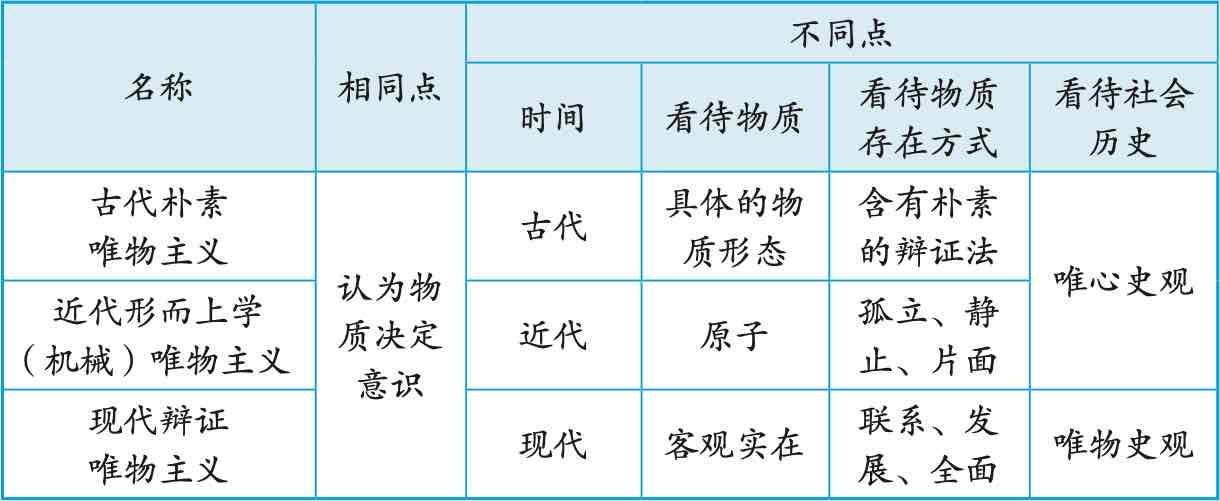 名称
相同点
不同点
时间
看待物质
看待物质
存在方式
看待社会
历史
古代朴素
唯物主义
认为物
质决定
意识
古代
具体的物
质形态
含有朴素
的辩证法
唯心史观
近代形而上学
（机械）唯物主义
近代
原子
孤立、静
止、片面
现代辩证
唯物主义
现代
客观实在
联系、发
展、全面
唯物史观